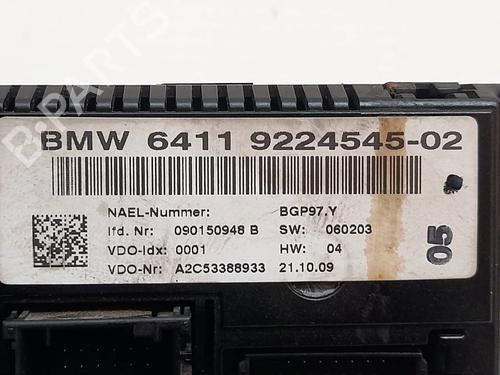 B-PARTS
BMW 6411 9224545-02
NAEL-Nummer: BGP97.Y
lfd. Nr: 090150948 B SW: 060203
VDO-Idx: 0001 HW: 04
VDO-Nr: A2C53388933 21.10.09
05